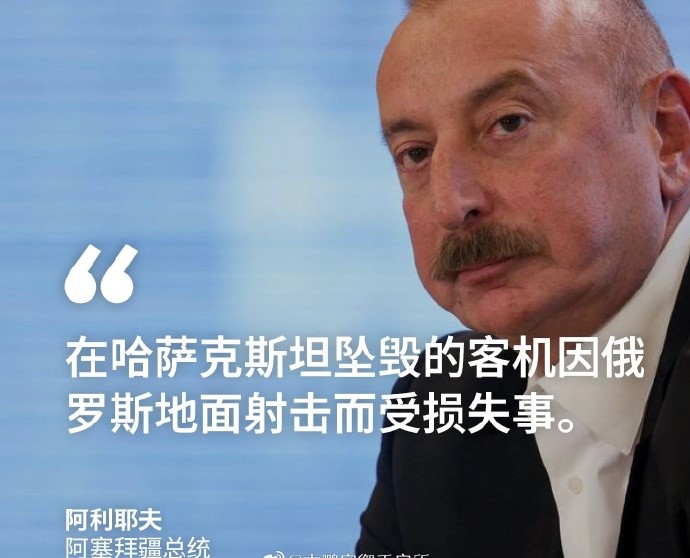 “
在哈萨克斯坦坠毁的客机因俄
罗斯地面射击而受损失事。
阿利耶夫
阿塞拜疆总统